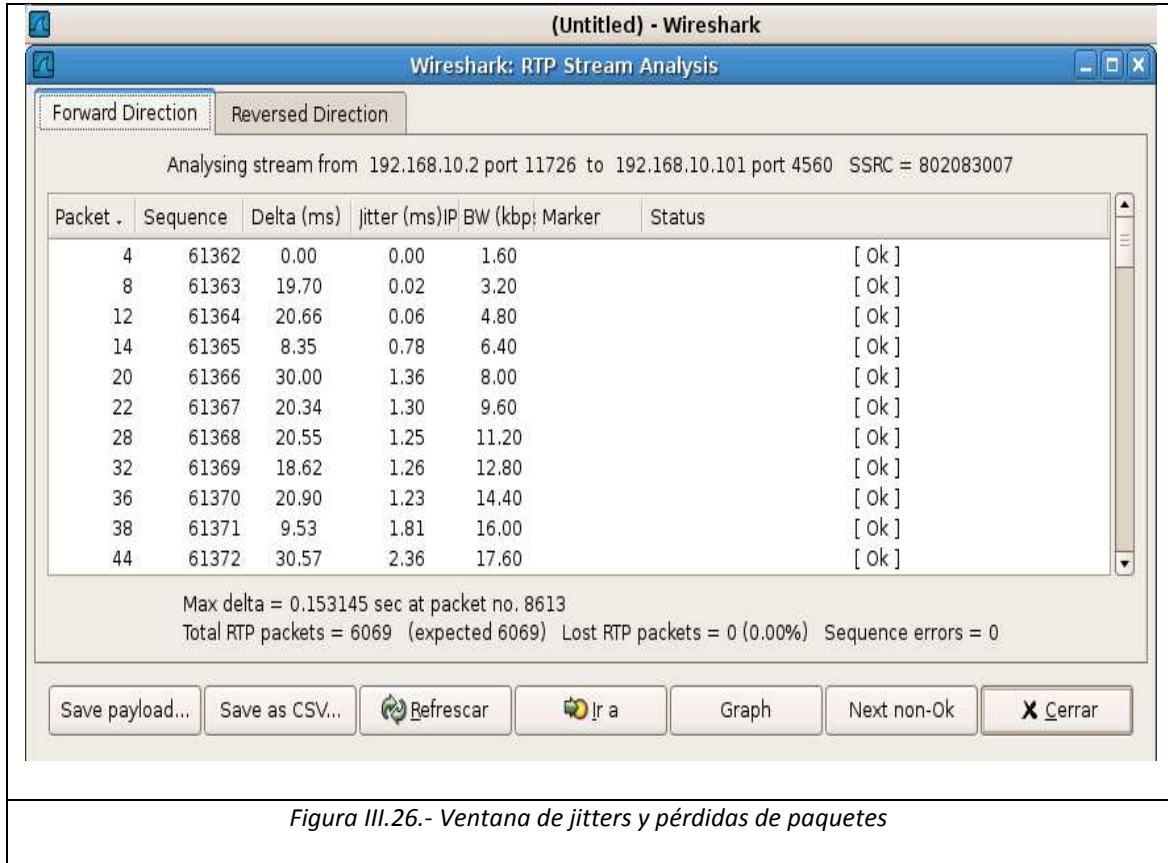 (Untitled) - Wireshark
Wireshark: RTP Stream Analysis
Forward Direction Reversed Direction
Analysing stream from 192.168.10.2 port 11726 to 192.168.10.101 port 4560 SSRC = 802083007
Packet . Sequence Delta (ms) Jitter (ms) IP BW (kbps Marker Status
4 61362 0.00 0.00 1.60 [ Ok ]
8 61363 19.70 0.02 3.20 [ Ok ]
12 61364 20.66 0.06 4.80 [ Ok ]
14 61365 8.35 0.78 6.40 [ Ok ]
20 61366 30.00 1.36 8.00 [ Ok ]
22 61367 20.34 1.30 9.60 [ Ok ]
28 61368 20.55 1.25 11.20 [ Ok ]
32 61369 18.62 1.26 12.80 [ Ok ]
36 61370 20.90 1.23 14.40 [ Ok ]
38 61371 9.53 1.81 16.00 [ Ok ]
44 61372 30.57 2.36 17.60 [ Ok ]
Max delta = 0.153145 sec at packet no. 8613
Total RTP packets = 6069 (expected 6069) Lost RTP packets = 0 (0.00%) Sequence errors = 0
Save payload... Save as CSV... Refrescar Ir a Graph Next non-Ok Cerrar
Figura III.26.- Ventana de jitters y pérdidas de paquetes